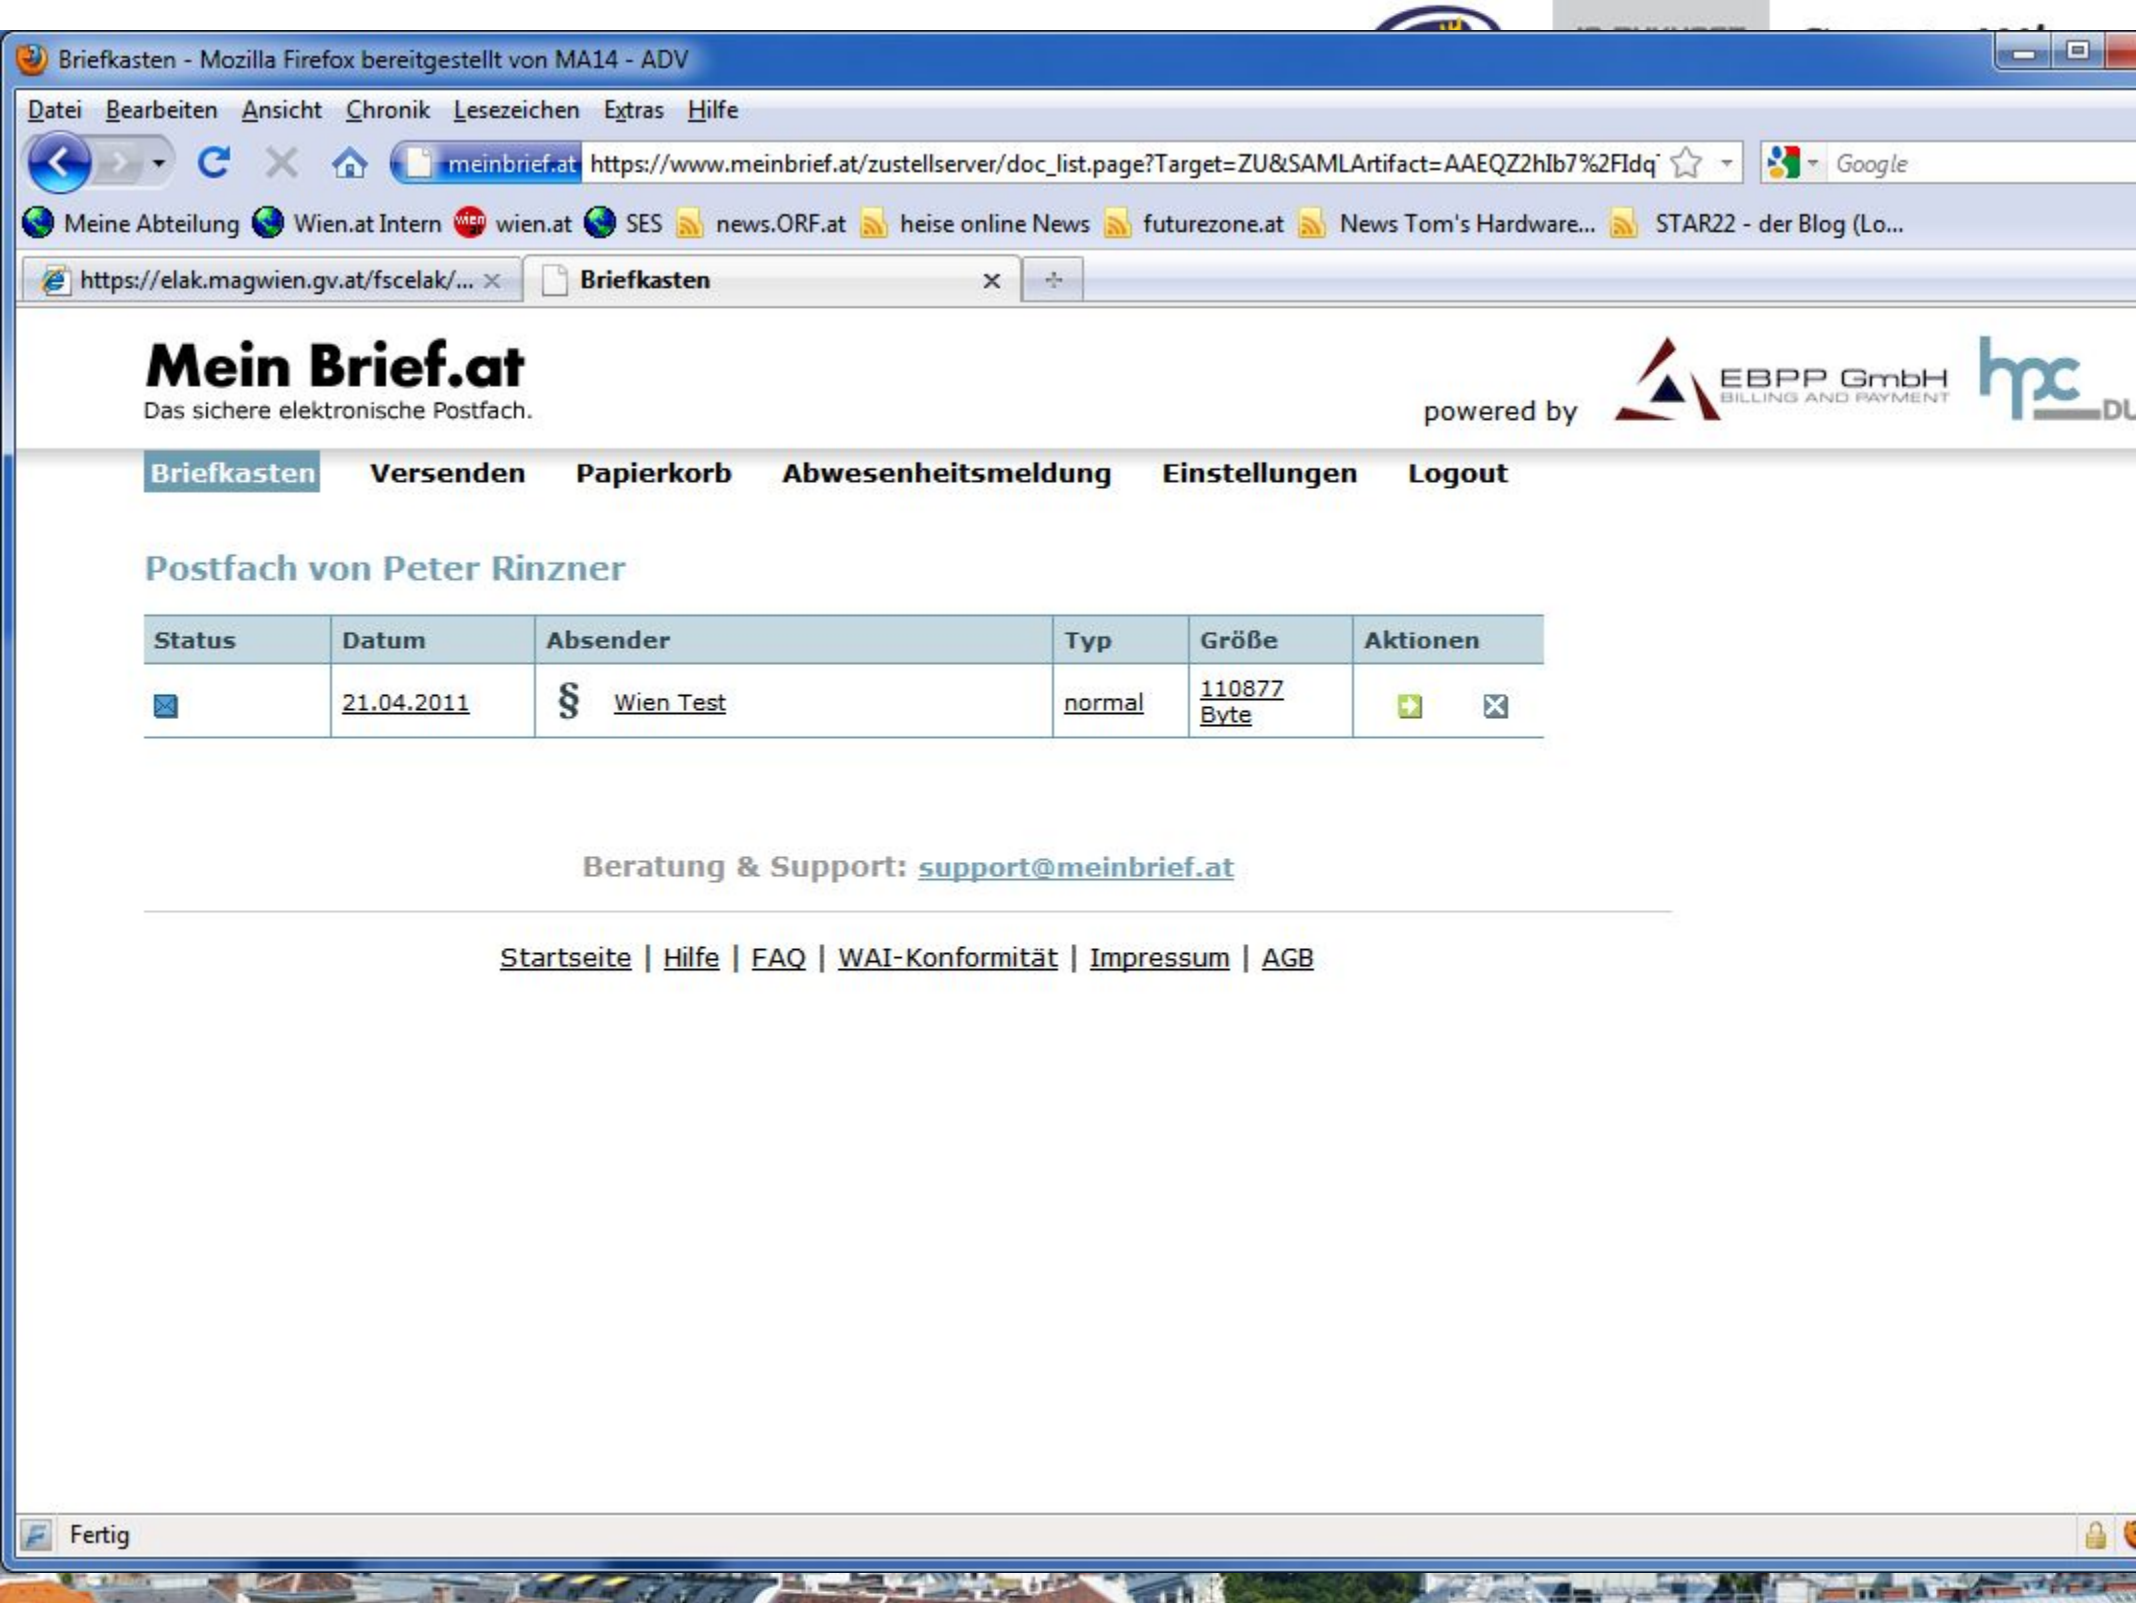 Briefkasten - Mozilla Firefox bereitgestellt von MA14 - ADV
Datei Bearbeiten Ansicht Chronik Lesezeichen Extras Hilfe
meinbrief.at https://www.meinbrief.at/zustellserver/doc_list.page?Target=ZU&SAMLArtifact=AAEQZ2hIb7%2FIdq Google
Meine Abteilung Wien.at Intern wien wien.at SES news.ORF.at heise online News futurezone.at News Tom's Hardware... STAR22 - der Blog (Lo...
https://elak.magwien.gv.at/fscelak/... Briefkasten
Mein Brief.at
Das sichere elektronische Postfach.
powered by EBPP GmbH
BILLING AND PAYMENT
hpc DU
Briefkasten Versenden Papierkorb Abwesenheitsmeldung Einstellungen Logout
Postfach von Peter Rinzner
Status Datum Absender Typ Größe Aktionen
21.04.2011 § Wien Test normal 110877 Byte
Beratung & Support: support@meinbrief.at
Startseite | Hilfe | FAQ | WAI-Konformität | Impressum | AGB
Fertig